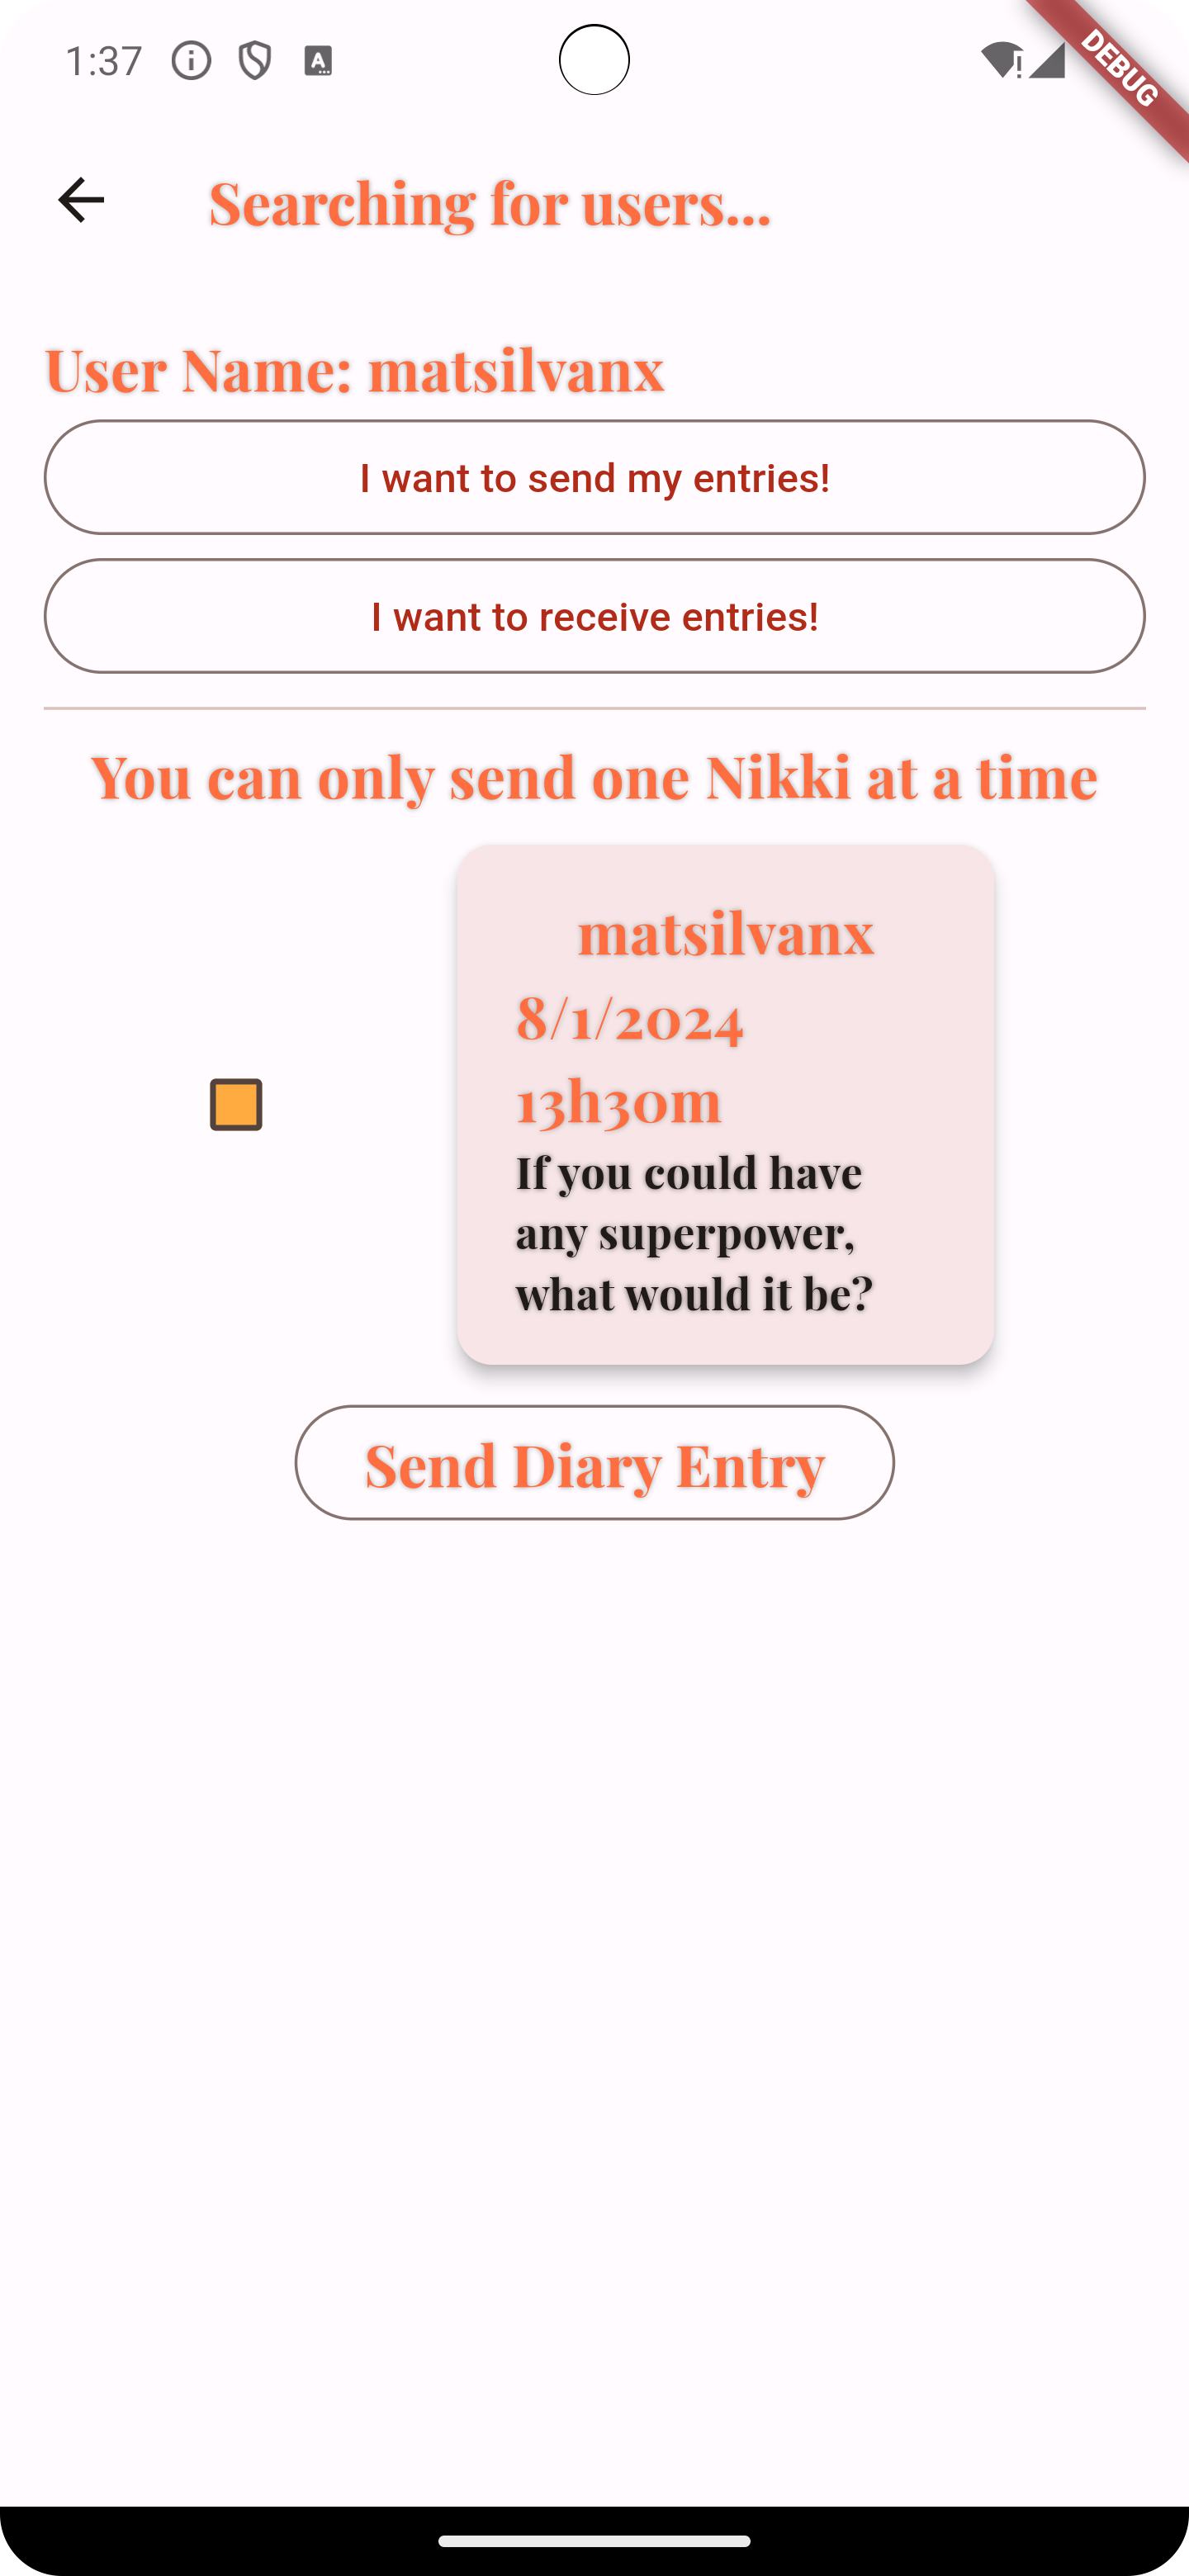 1:37
DEBUG
Searching for users...
User Name: matsilvanx
I want to send my entries!
I want to receive entries!
You can only send one Nikki at a time
matsilvanx
8/1/2024
13h30m
If you could have
any superpower,
what would it be?
Send Diary Entry